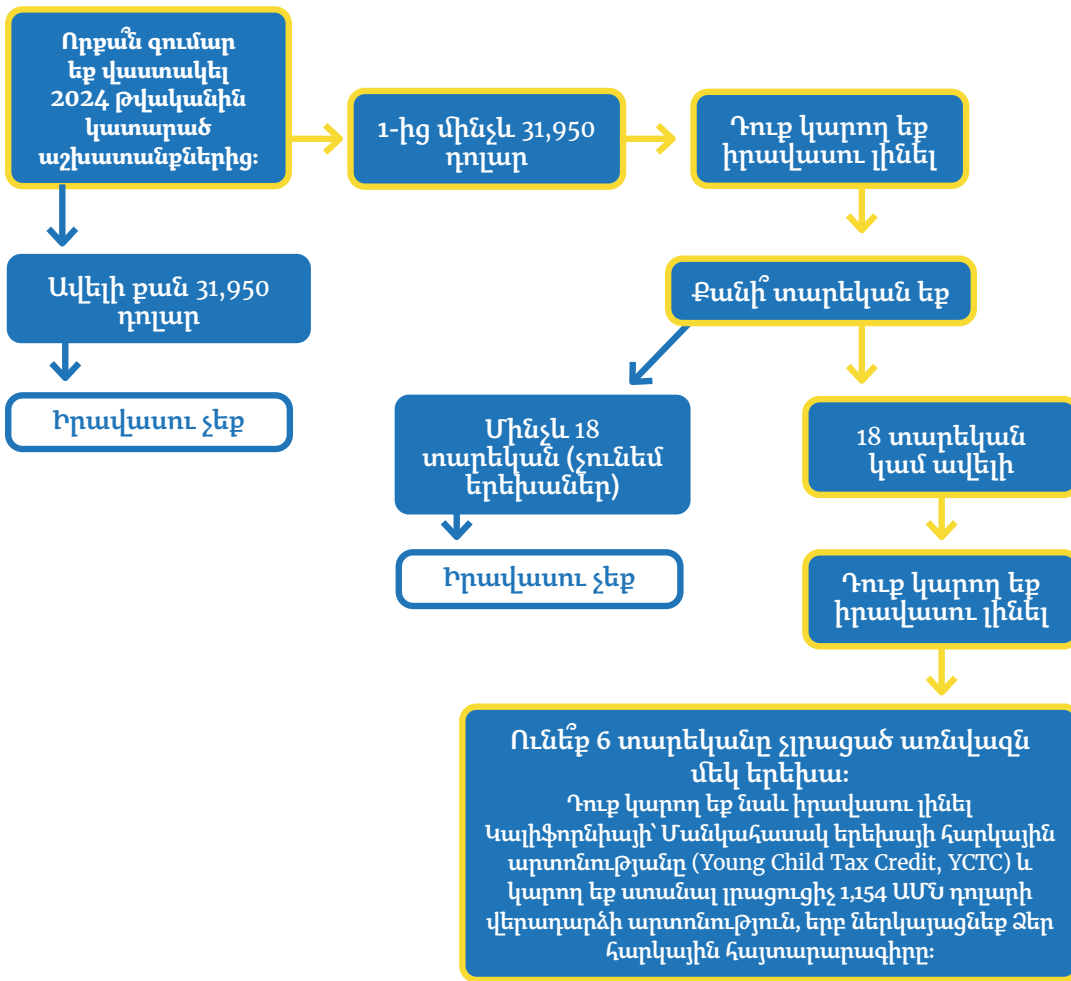 Որքա՞ն գումար
եք վաստակել
2024 թվականին
կատարած
աշխատանքներից:
1-ից մինչև 31,950
դոլար
Դուք կարող եք
իրավասու լինել
Ավելի քան 31,950
դոլար
Իրավասու չեք
Քանի՞ տարեկան եք
Մինչև 18
տարեկան (չունեմ
երեխաներ)
Իրավասու չեք
18 տարեկան
կամ ավելի
Դուք կարող եք
իրավասու լինել
Ունե՞ք 6 տարեկանը չլրացած առնվազն
մեկ երեխա:
Դուք կարող եք նաև իրավասու լինել
Կալիֆորնիայի՝ Մանկահասակ երեխայի հարկային
արտոնությանը (Young Child Tax Credit, YCTC) և
կարող եք ստանալ լրացուցիչ 1,154 ԱՄՆ դոլարի
վերադարձի արտոնություն, երբ ներկայացնեք Ձեր
հարկային հայտարարագիրը: